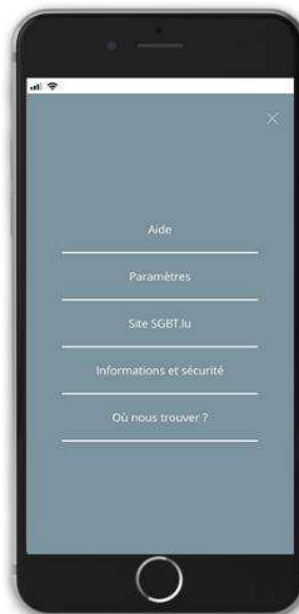 Aide
Paramètres
Site SGBT.lu
Informations et sécurité
Où nous trouver ?